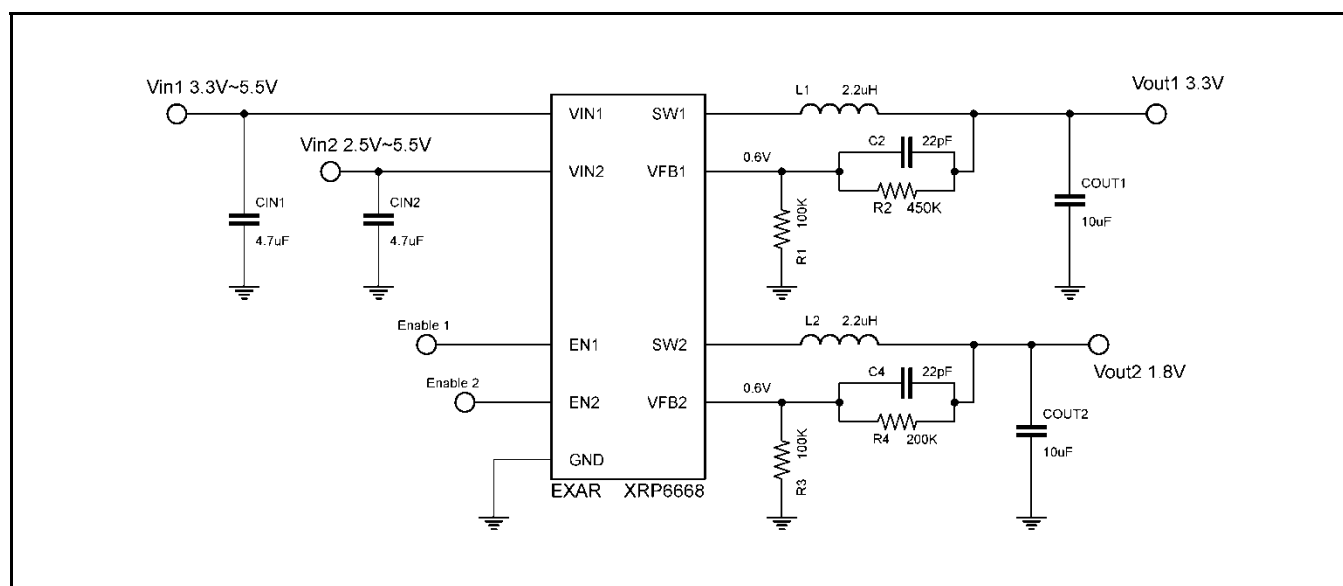 Vin1 3.3V~5.5V
VIN1
SW1
L1 2.2uH
Vout1 3.3V
Vin2 2.5V~5.5V
VIN2
VFB1
0.6V
C2 22pF
R2 450K
CIN1
4.7uF
CIN2
4.7uF
100K
R1
COUT1
10uF
Enable 1
EN1
SW2
L2 2.2uH
Vout2 1.8V
Enable 2
EN2
VFB2
0.6V
C4 22pF
R4 200K
100K
R3
COUT2
10uF
GND
EXAR XRP6668